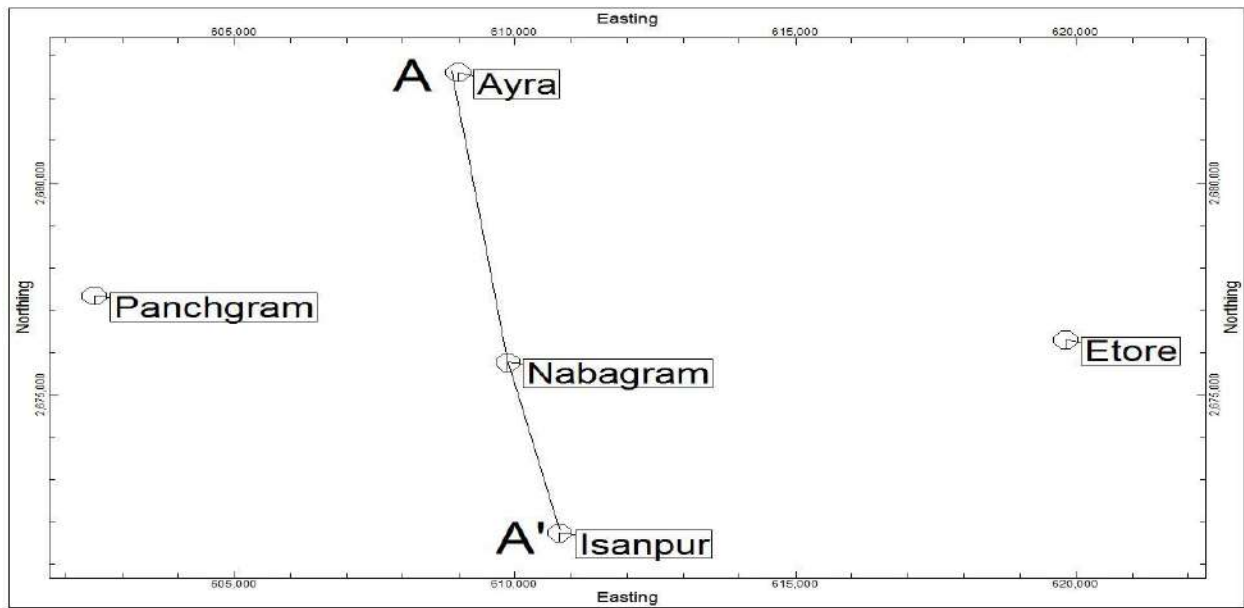 Easting
605,000 610,000 615,000 620,000
A
Ayra
2,680,000
2,680,000
Northing
Northing
Panchgram
Etore
Nabagram
2,675,000
2,675,000
A'
Isanpur
605,000 610,000 615,000 620,000
Easting